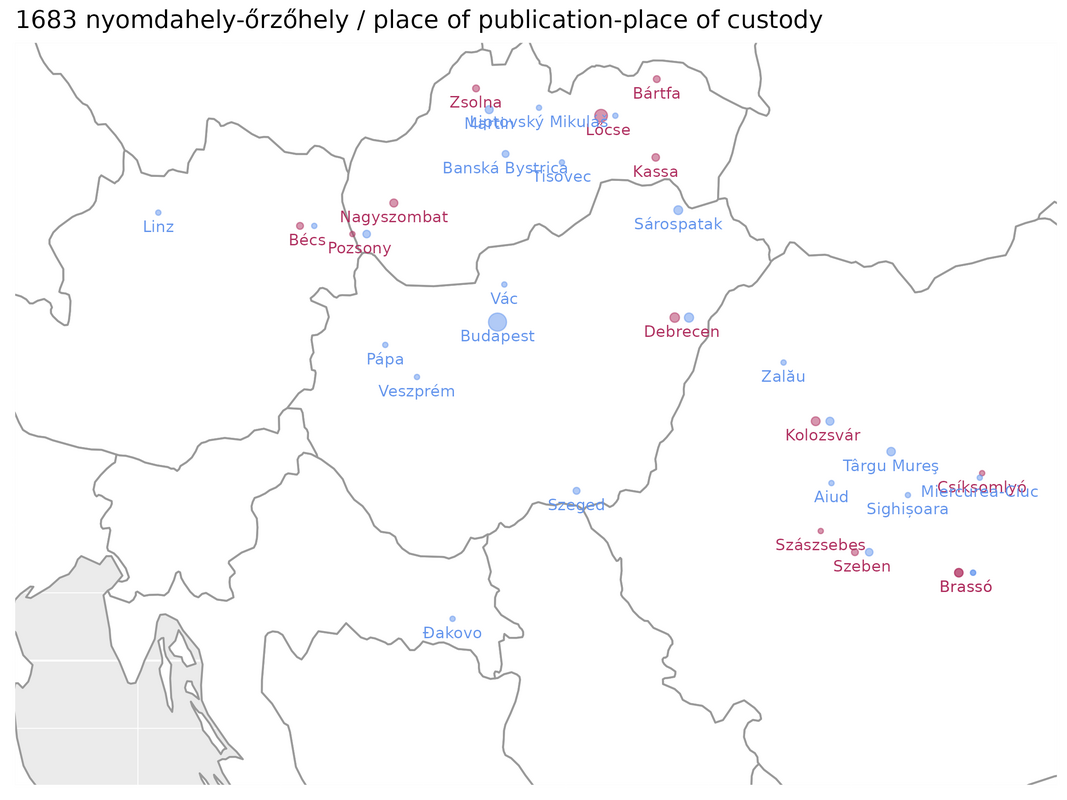 1683 nyomdahely-őrzőhely / place of publication-place of custody
Bártfa
Zsolna
Martin
Liptovský Mikuláš
Lőcse
Banská Bystrica
Tisovec
Kassa
Nagyszombat
Linz
Sárospatak
Bécs
Pozsony
Vác
Budapest
Debrecen
Pápa
Zalău
Veszprém
Kolozsvár
Târgu Mureş
Csíksomlyó
Miercurea-Ciuc
Aiud
Szeged
Sighișoara
Szászsebes
Szeben
Brassó
Đakovo